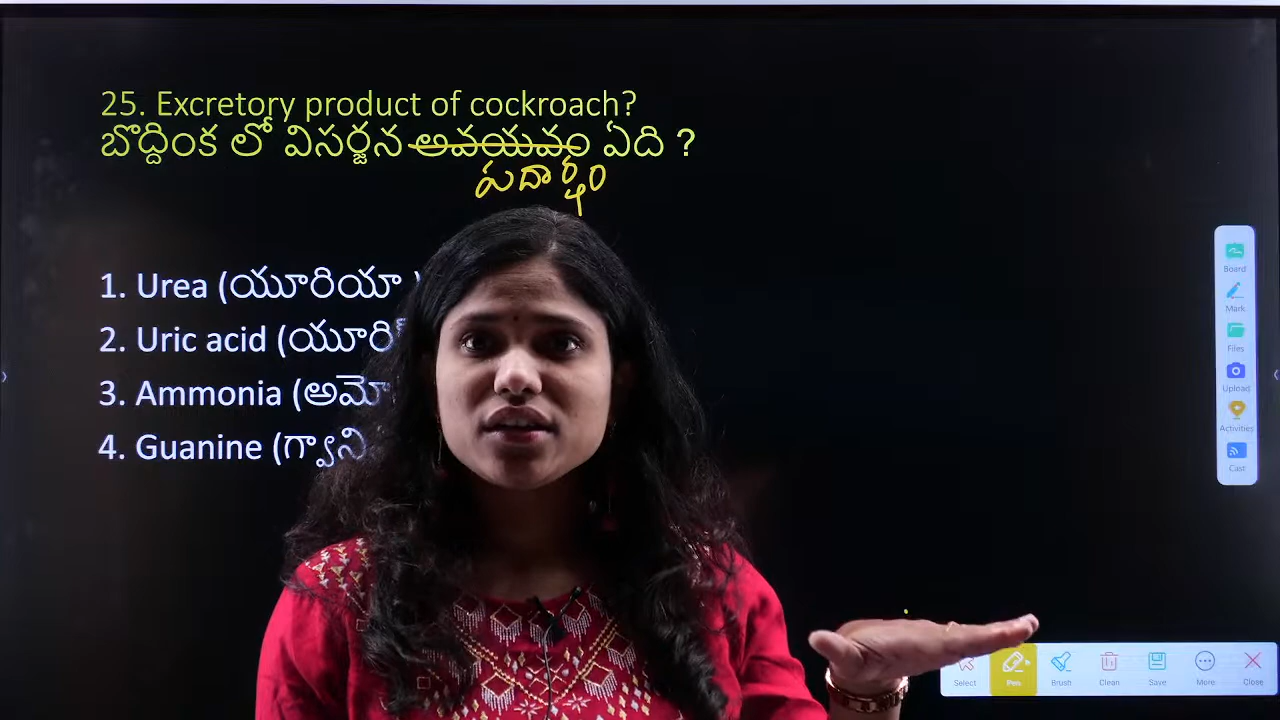 25. Excretory product of cockroach?
బొద్దింక లో విసర్జన అవయవం ఏది ?
పదార్థం
1. Urea (యూరియా )
2. Uric acid (యూరి
3. Ammonia (అమో
4. Guanine (గ్వాని
Board
Mark
Files
Upload
Activities
Cast
Select
Pen
Brush
Clean
Save
More
Close